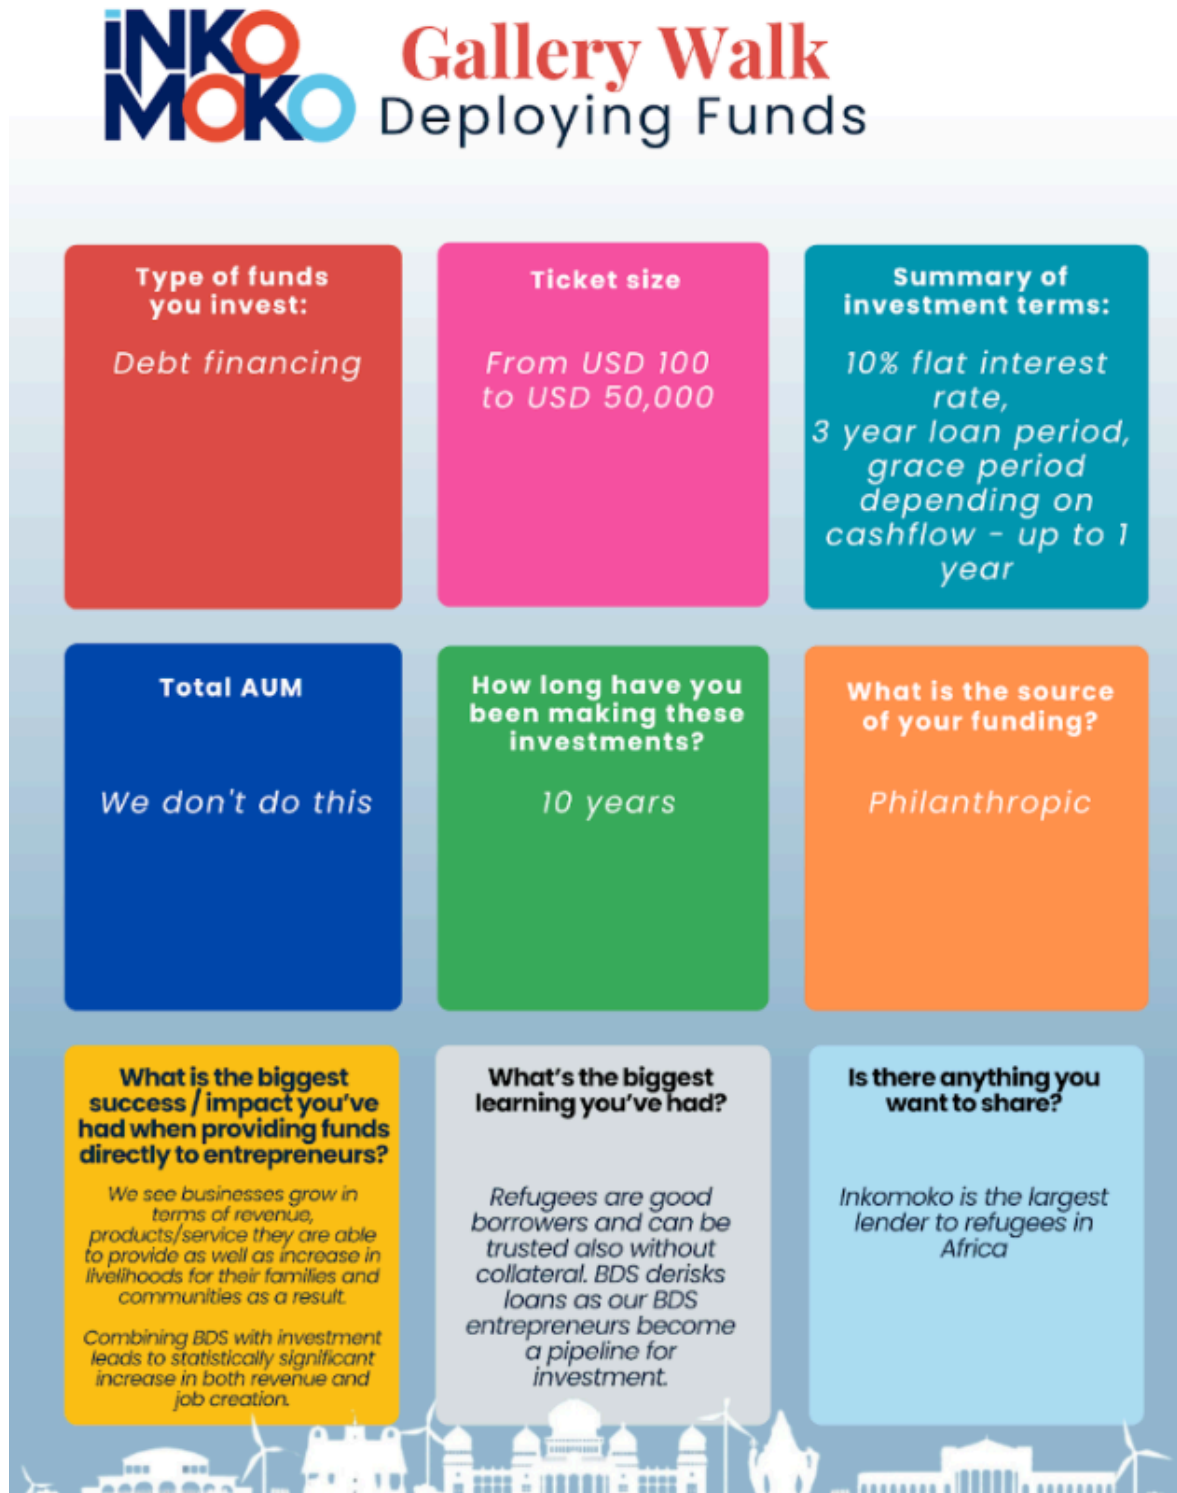 iNKO
MOKO
Gallery Walk
Deploying Funds
Type of funds
you invest:
Debt financing
Ticket size
From USD 100
to USD 50,000
Summary of
investment terms:
10% flat interest
rate,
3 year loan period,
grace period
depending on
cashflow - up to 1
year
Total AUM
We don't do this
How long have you
been making these
investments?
10 years
What is the source
of your funding?
Philanthropic
What is the biggest
success / impact you've
had when providing funds
directly to entrepreneurs?
We see businesses grow in
terms of revenue,
products/service they are able
to provide as well as increase in
livelihoods for their families and
communities as a result.
Combining BDS with investment
leads to statistically significant
increase in both revenue and
job creation.
What's the biggest
learning you've had?
Refugees are good
borrowers and can be
trusted also without
collateral. BDS derisks
loans as our BDS
entrepreneurs become
a pipeline for
investment.
Is there anything you
want to share?
Inkomoko is the largest
lender to refugees in
Africa